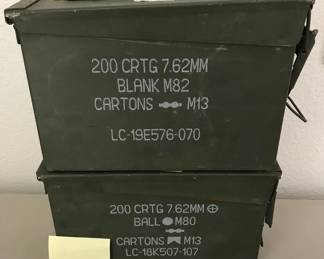 200 CRTG 7.62MM
BLANK M82
CARTONS M13
LC-19E576-070
200 CRTG 7.62MM
BALL M80
CARTONS M13
LC-18K507-107